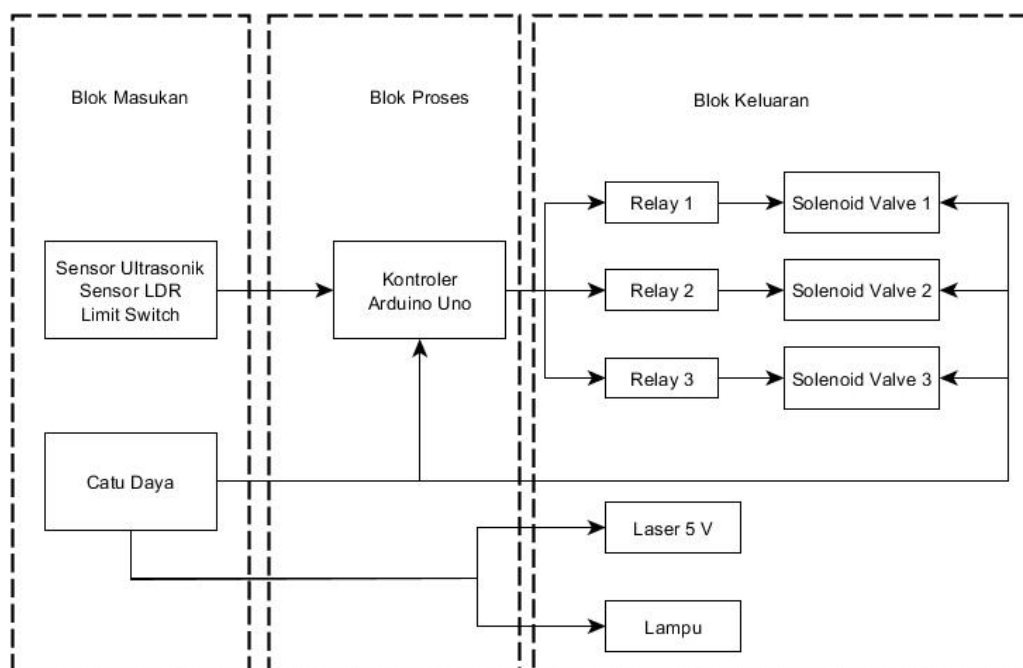 Blok Masukan
Blok Proses
Blok Keluaran
Sensor Ultrasonik
Sensor LDR
Limit Switch
Kontroler
Arduino Uno
Relay 1
Solenoid Valve 1
Relay 2
Solenoid Valve 2
Relay 3
Solenoid Valve 3
Catu Daya
Laser 5 V
Lampu